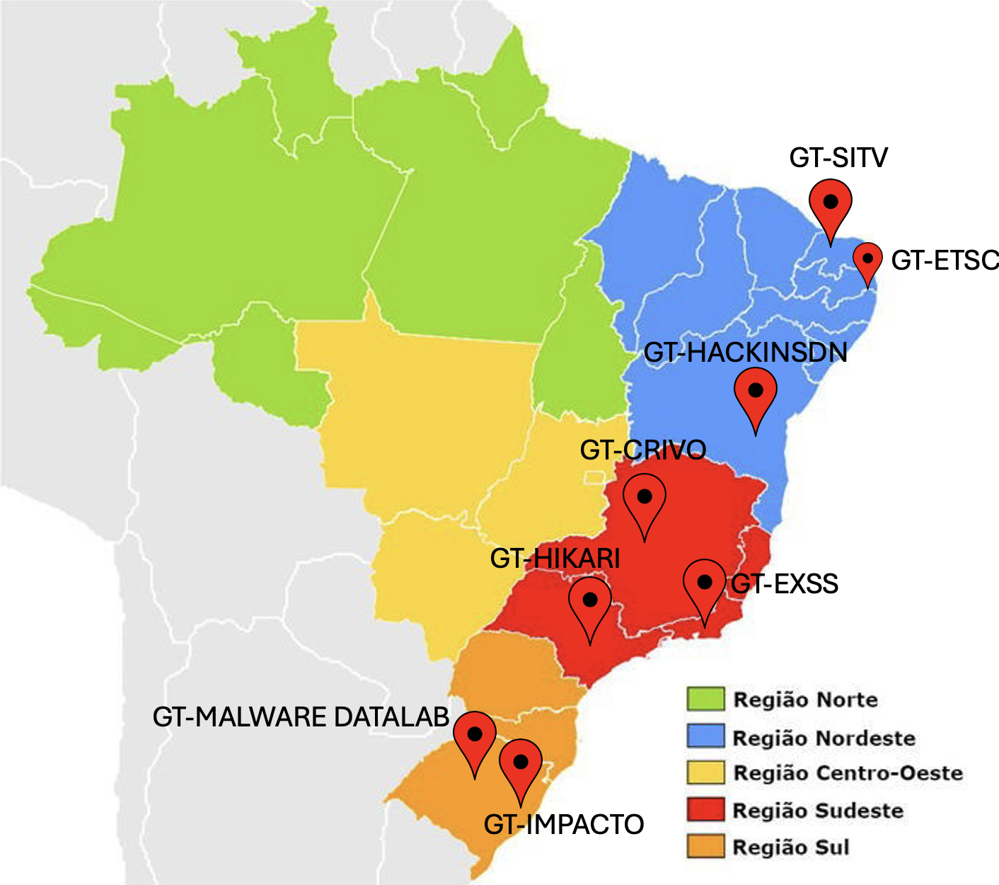 GT-SITV
GT-ETSC
GT-HACKINSDN
GT-CRIVO
GT-HIKARI
GT-EXSS
GT-MALWARE DATALAB
GT-IMPACTO
Região Norte
Região Nordeste
Região Centro-Oeste
Região Sudeste
Região Sul